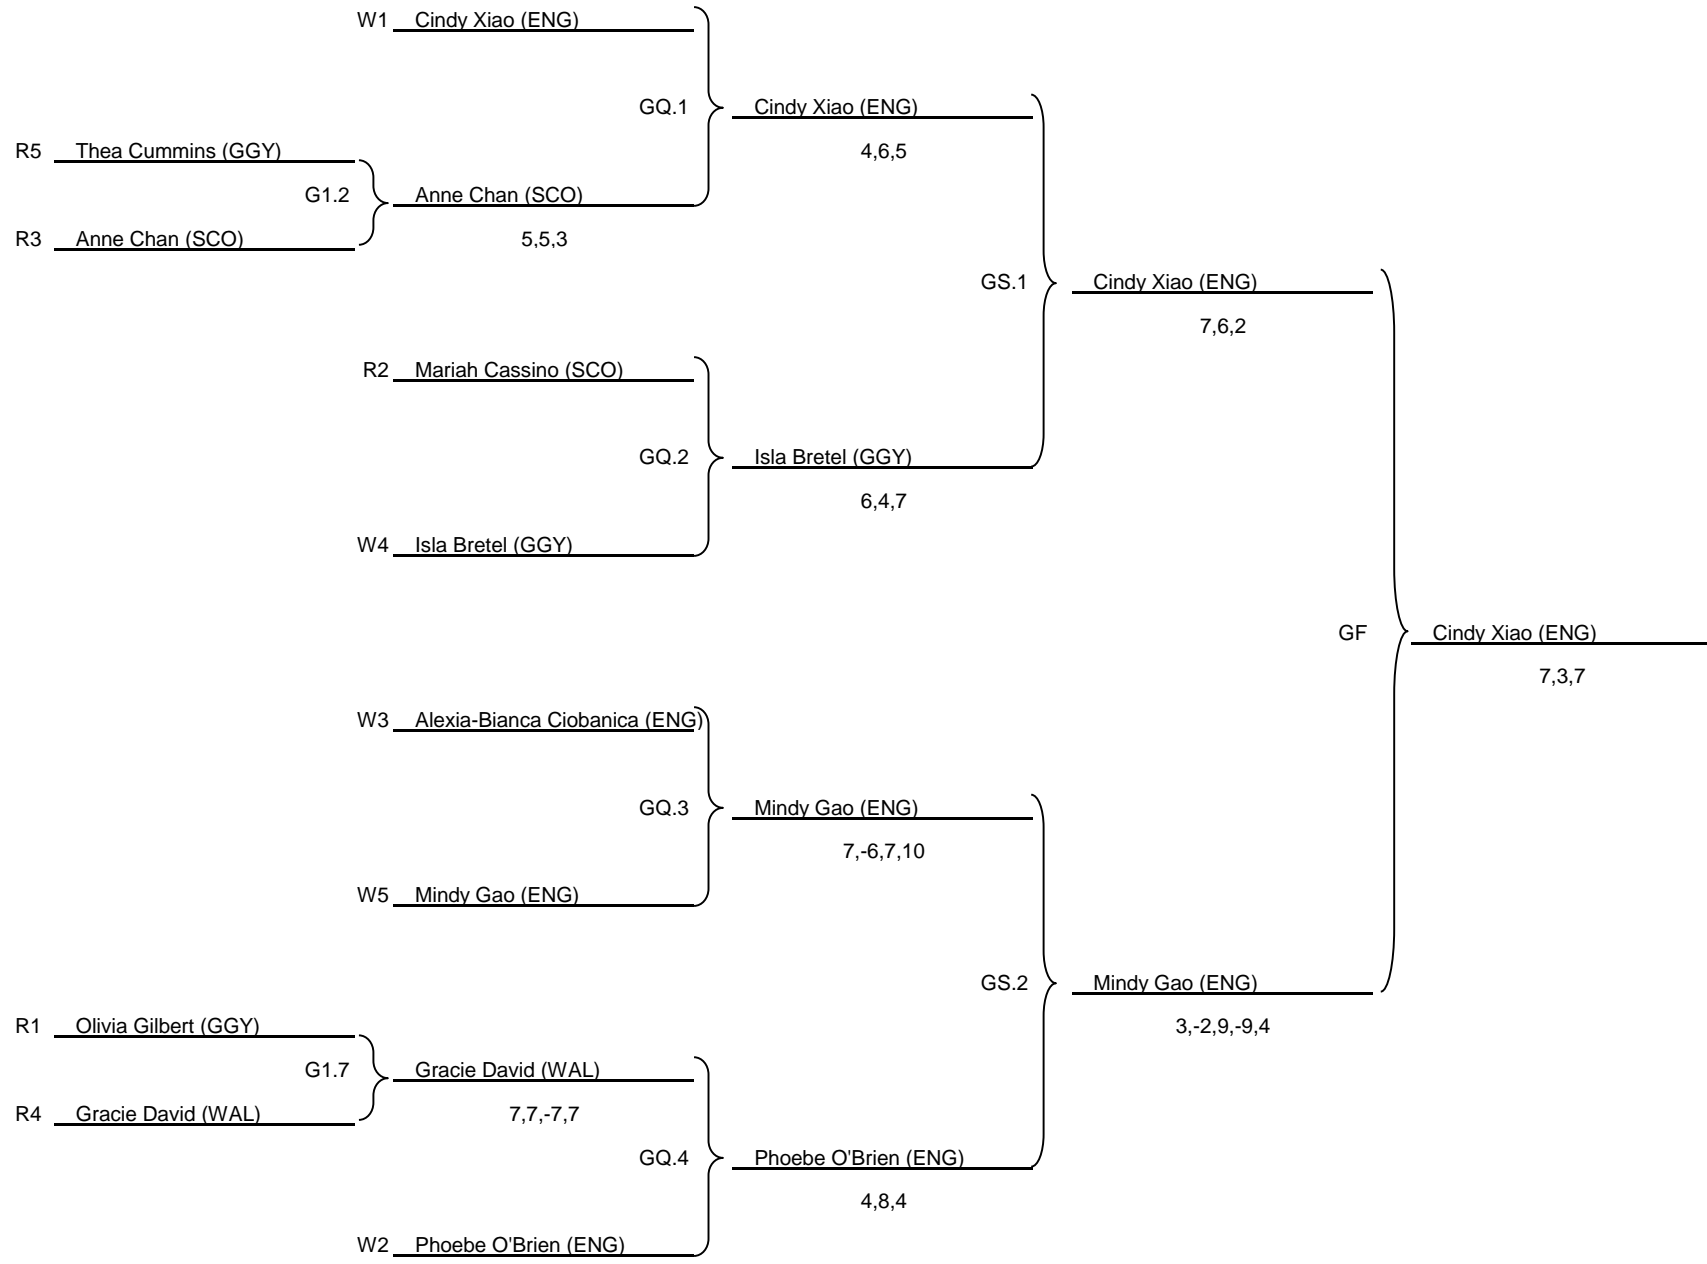 W1 Cindy Xiao (ENG)
GQ.1 Cindy Xiao (ENG)
R5 Thea Cummins (GGY) 4,6,5
G1.2 Anne Chan (SCO)
R3 Anne Chan (SCO) 5,5,3
GS.1 Cindy Xiao (ENG)
7,6,2
R2 Mariah Cassino (SCO)
GQ.2 Isla Bretel (GGY)
6,4,7
W4 Isla Bretel (GGY)
GF Cindy Xiao (ENG)
7,3,7
W3 Alexia-Bianca Ciobanica (ENG)
GQ.3 Mindy Gao (ENG)
7,-6,7,10
W5 Mindy Gao (ENG)
GS.2 Mindy Gao (ENG)
R1 Olivia Gilbert (GGY) 3,-2,9,-9,4
G1.7 Gracie David (WAL)
R4 Gracie David (WAL) 7,7,-7,7
GQ.4 Phoebe O'Brien (ENG)
4,8,4
W2 Phoebe O'Brien (ENG)